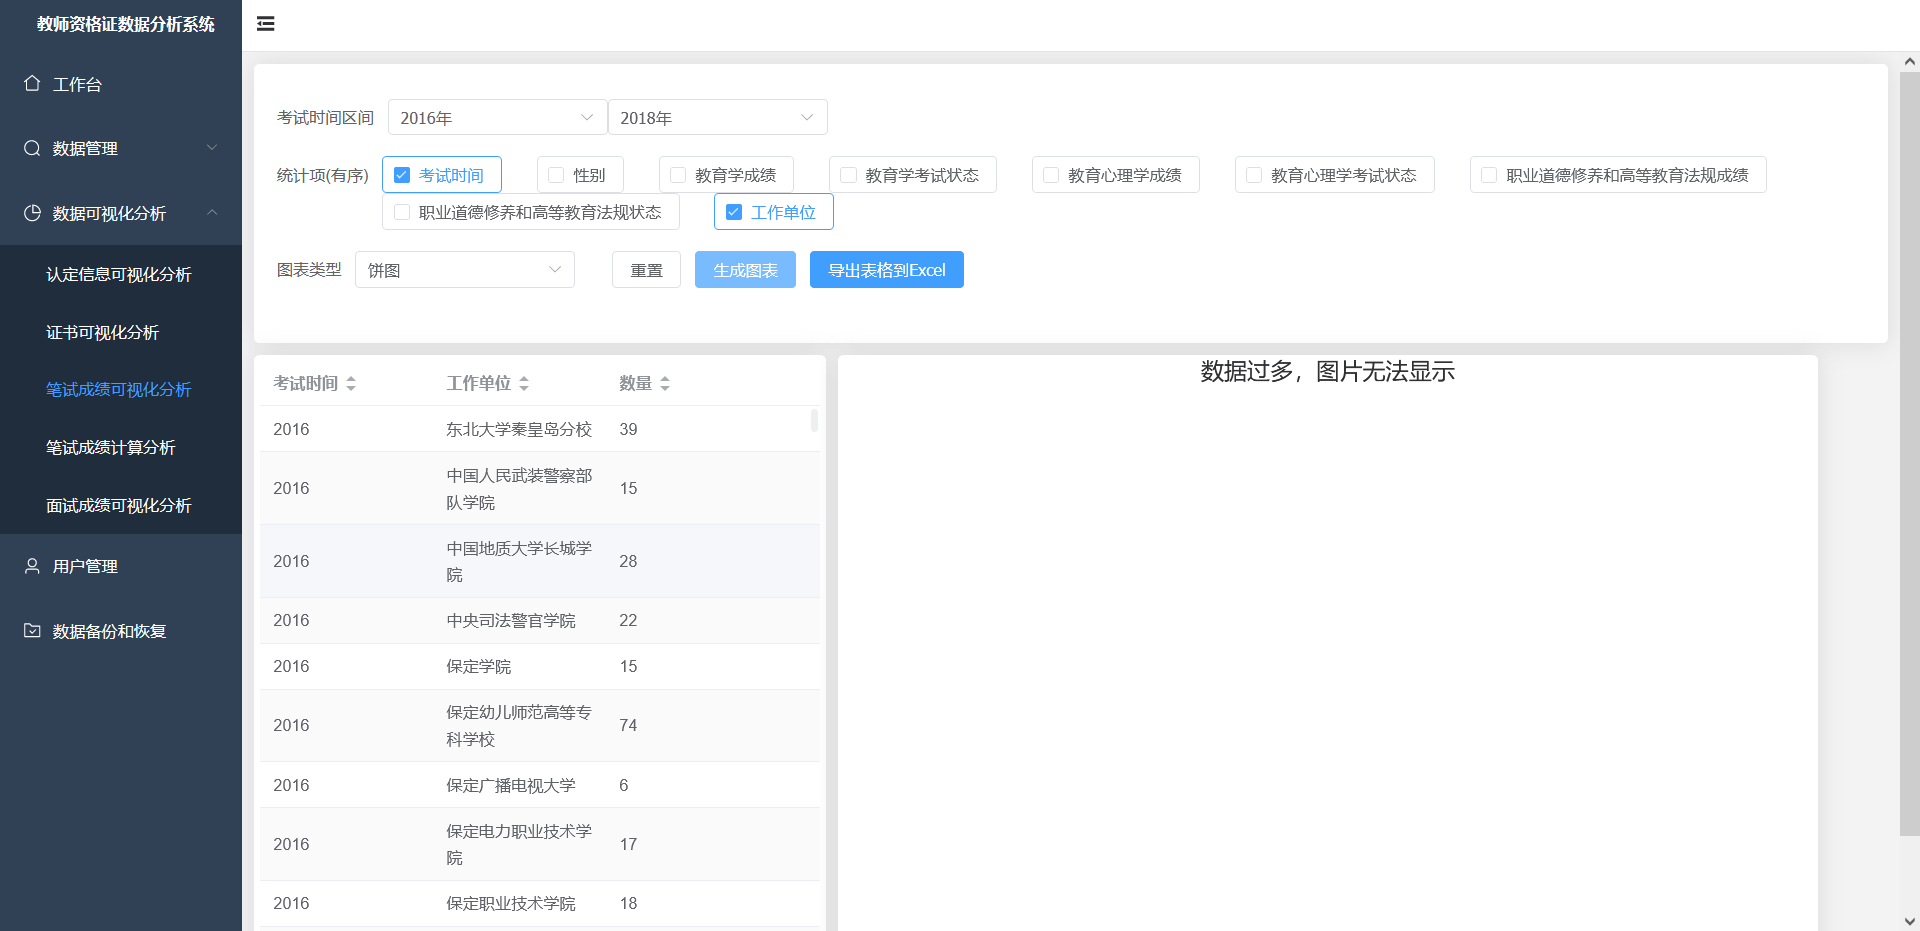 教师资格证数据分析系统
工作台
数据管理
数据可视化分析
认定信息可视化分析
证书可视化分析
笔试成绩可视化分析
笔试成绩计算分析
面试成绩可视化分析
用户管理
数据备份和恢复
考试时间区间 2016年 2018年
统计项(有序) 考试时间 性别 教育学成绩 教育学考试状态 教育心理学成绩 教育心理学考试状态 职业道德修养和高等教育法规成绩
职业道德修养和高等教育法规状态 工作单位
图表类型 饼图 重置 生成图表 导出表格到Excel
考试时间 工作单位 数量
2016 东北大学秦皇岛分校 39
2016 中国人民武装警察部 15
队学院
2016 中国地质大学长城学 28
院
2016 中央司法警官学院 22
2016 保定学院 15
2016 保定幼儿师范高等专 74
科学校
2016 保定广播电视大学 6
2016 保定电力职业技术学 17
院
2016 保定职业技术学院 18
数据过多，图片无法显示